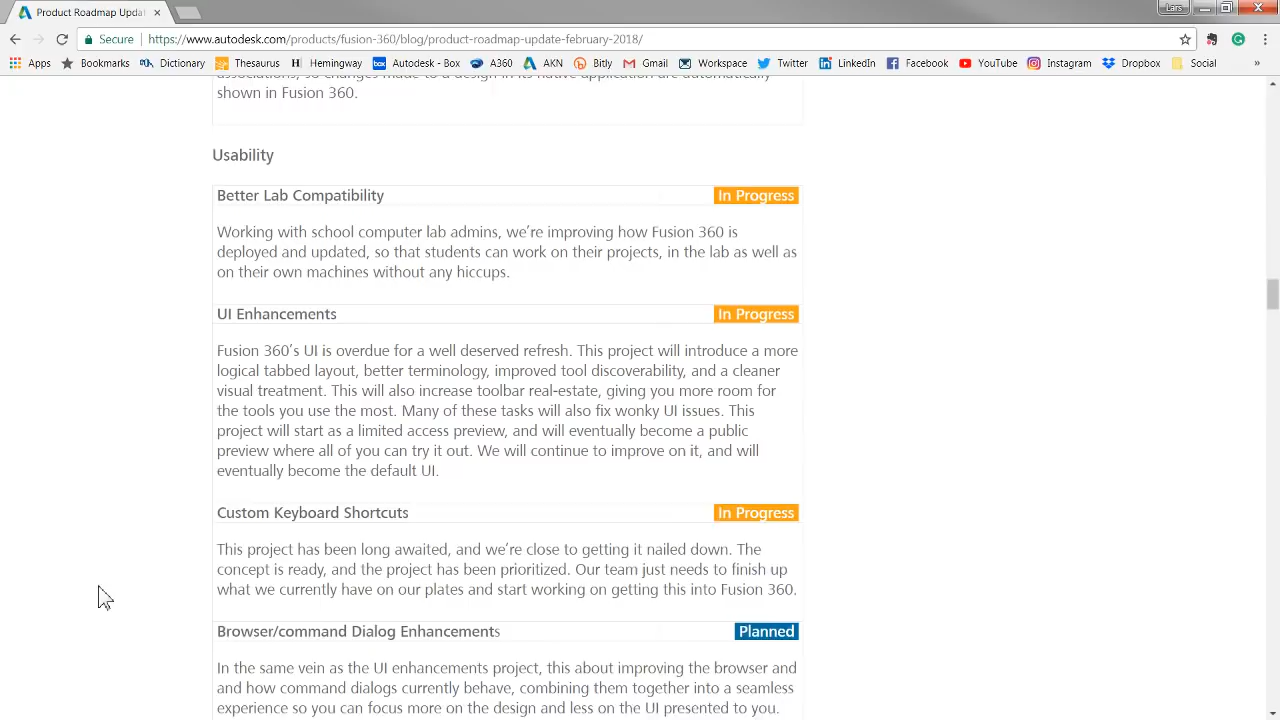 Product Roadmap Upda
Lars
Secure
https://www.autodesk.com/products/fusion-360/blog/product-roadmap-update-february-2018/
Apps Bookmarks Dictionary Thesaurus Hemingway Autodesk - Box A360 AKN Bitly Gmail Workspace Twitter LinkedIn Facebook YouTube Instagram Dropbox Social »
associations, so changes made to a design in its native application are automatically
shown in Fusion 360.
Usability
Better Lab Compatibility In Progress
Working with school computer lab admins, we're improving how Fusion 360 is
deployed and updated, so that students can work on their projects, in the lab as well as
on their own machines without any hiccups.
UI Enhancements In Progress
Fusion 360's UI is overdue for a well deserved refresh. This project will introduce a more
logical tabbed layout, better terminology, improved tool discoverability, and a cleaner
visual treatment. This will also increase toolbar real-estate, giving you more room for
the tools you use the most. Many of these tasks will also fix wonky UI issues. This
project will start as a limited access preview, and will eventually become a public
preview where all of you can try it out. We will continue to improve on it, and will
eventually become the default UI.
Custom Keyboard Shortcuts In Progress
This project has been long awaited, and we're close to getting it nailed down. The
concept is ready, and the project has been prioritized. Our team just needs to finish up
what we currently have on our plates and start working on getting this into Fusion 360.
Browser/command Dialog Enhancements Planned
In the same vein as the UI enhancements project, this about improving the browser and
and how command dialogs currently behave, combining them together into a seamless
experience so you can focus more on the design and less on the UI presented to you.